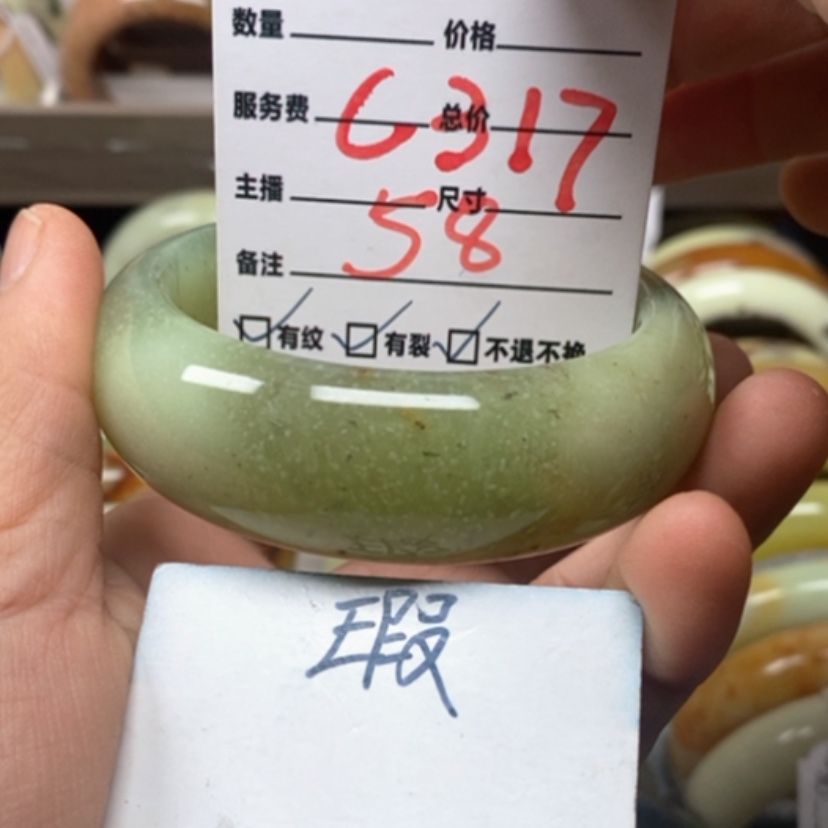 数量 价格
服务费 总价
6317
主播 尺寸
58
备注
有纹 有裂 不退不换
瑕